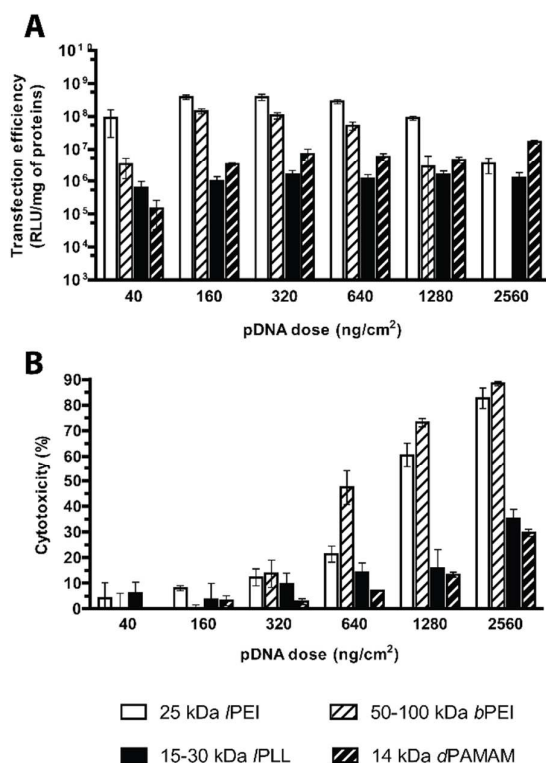 A
Transfection efficiency
(RLU/mg of proteins)
10¹⁰
10⁹
10⁸
10⁷
10⁶
10⁵
10⁴
10³
40 160 320 640 1280 2560
pDNA dose (ng/cm²)
B
Cytotoxicity (%)
90
80
70
60
50
40
30
20
10
0
40 160 320 640 1280 2560
pDNA dose (ng/cm²)
25 kDa lPEI 50-100 kDa bPEI
15-30 kDa lPLL 14 kDa dPAMAM